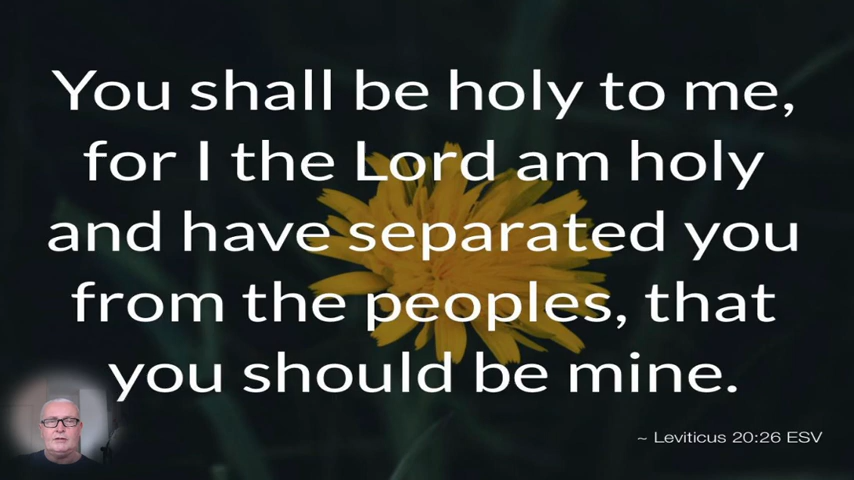 You shall be holy to me,
for I the Lord am holy
and have separated you
from the peoples, that
you should be mine.
~ Leviticus 20:26 ESV